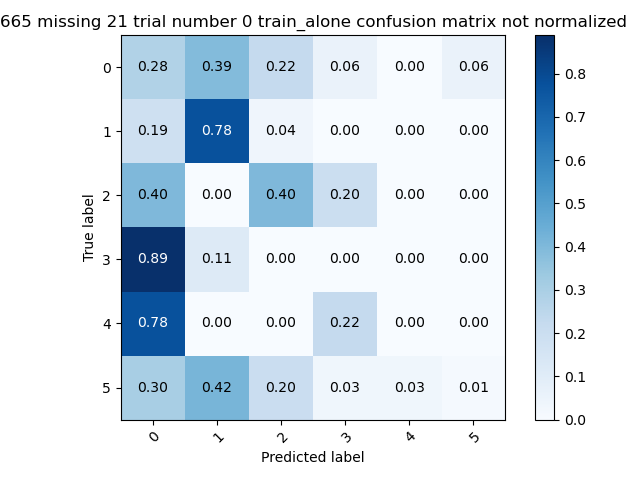 665 missing 21 trial number 0 train_alone confusion matrix not normalized
0 0.28 0.39 0.22 0.06 0.00 0.06
1 0.19 0.78 0.04 0.00 0.00 0.00
2 0.40 0.00 0.40 0.20 0.00 0.00
3 0.89 0.11 0.00 0.00 0.00 0.00
4 0.78 0.00 0.00 0.22 0.00 0.00
5 0.30 0.42 0.20 0.03 0.03 0.01
0 1 2 3 4 5
True label
Predicted label
0.8
0.7
0.6
0.5
0.4
0.3
0.2
0.1
0.0